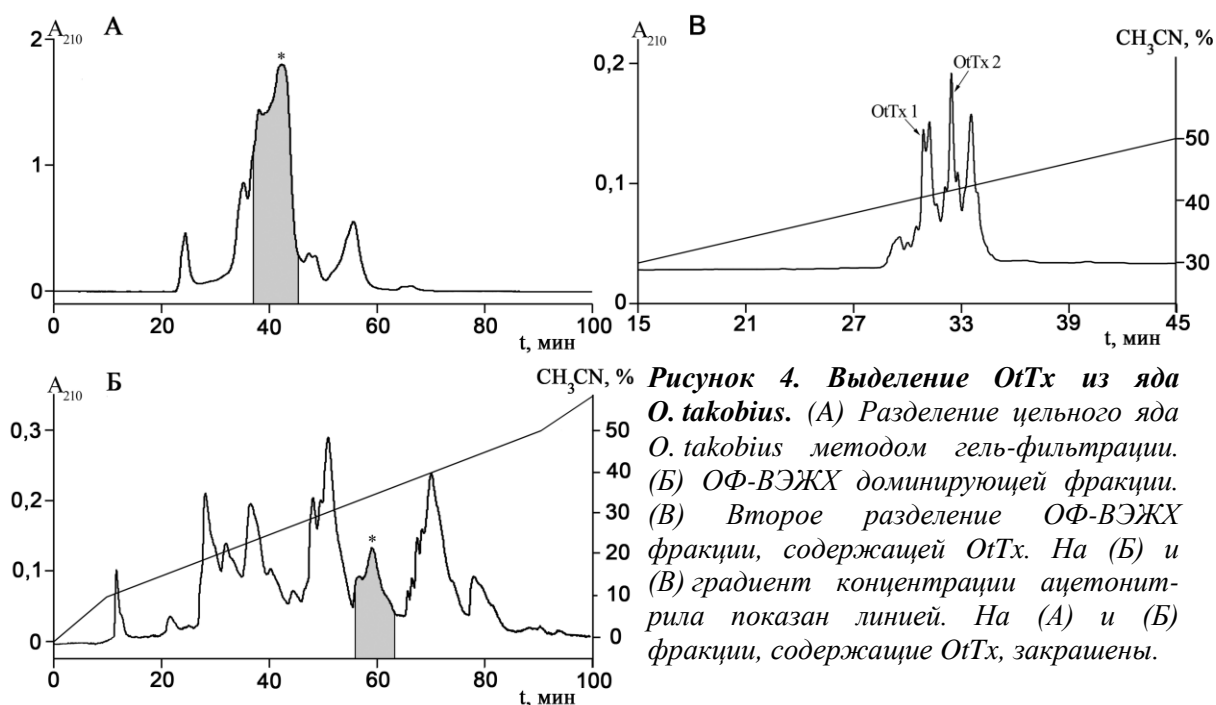 A₂₁₀ А
2
1
0
*
0 20 40 60 80 100
t, мин
A₂₁₀ В CH₃CN, %
0,2
0,1
0
OtTx 2
OtTx 1
50
40
30
15 21 27 33 39 45
t, мин
A₂₁₀ Б CH₃CN, %
0,3
0,2
0,1
0
*
50
40
30
20
10
0
0 20 40 60 80 100
t, мин
Рисунок 4. Выделение OtTx из яда
O. takobius. (А) Разделение цельного яда
O. takobius методом гель-фильтрации.
(Б) ОФ-ВЭЖХ доминирующей фракции.
(В) Второе разделение ОФ-ВЭЖХ
фракции, содержащей OtTx. На (Б) и
(В) градиент концентрации ацетонит-
рила показан линией. На (А) и (Б)
фракции, содержащие OtTx, закрашены.